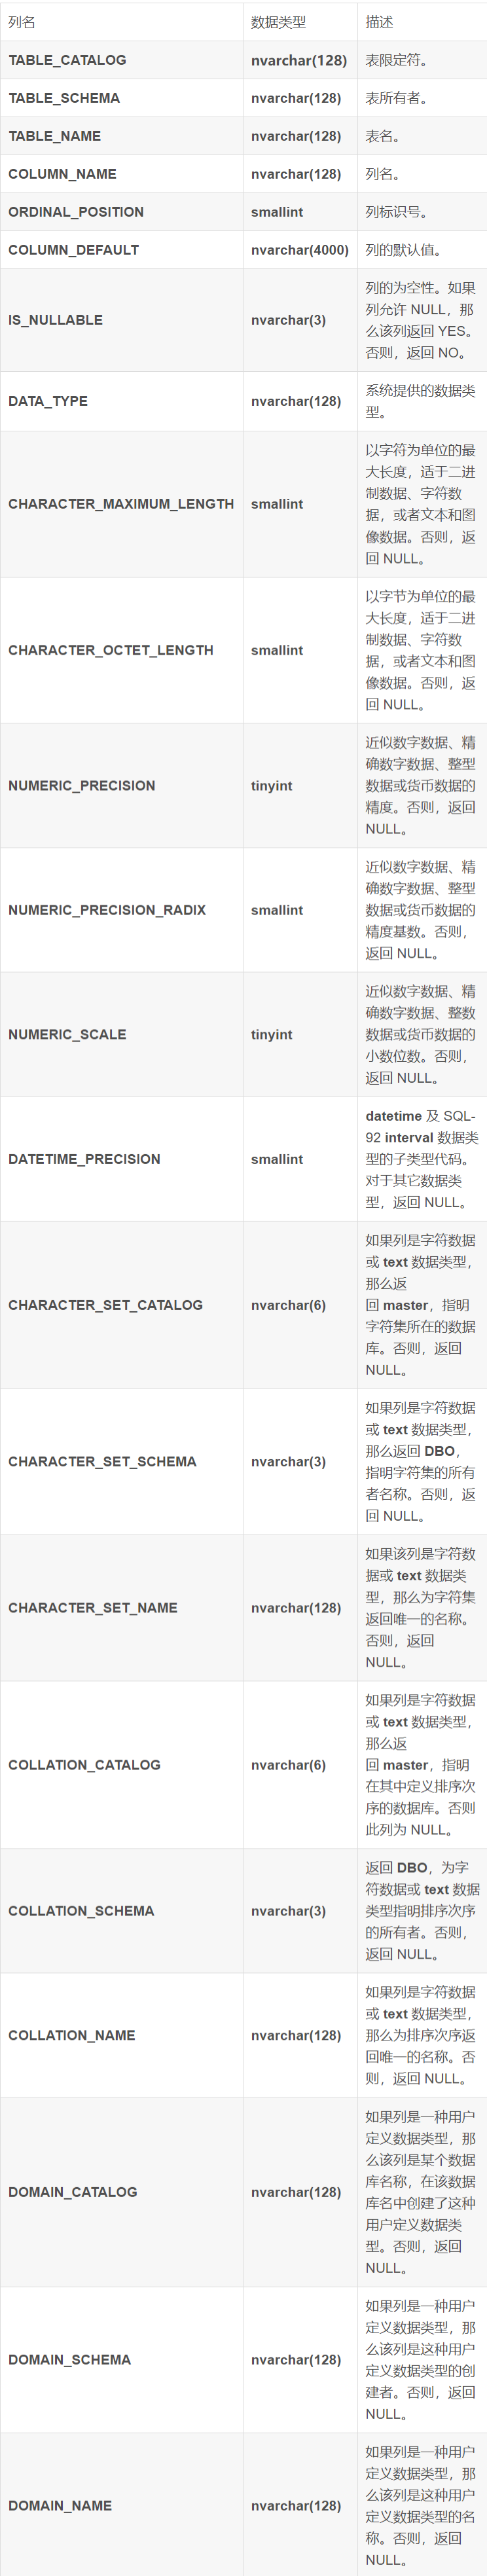 列名 数据类型 描述
TABLE_CATALOG nvarchar(128) 表限定符。
TABLE_SCHEMA nvarchar(128) 表所有者。
TABLE_NAME nvarchar(128) 表名。
COLUMN_NAME nvarchar(128) 列名。
ORDINAL_POSITION smallint 列标识号。
COLUMN_DEFAULT nvarchar(4000) 列的默认值。
IS_NULLABLE nvarchar(3)
列的为空性。如果
列允许 NULL，那
么该列返回 YES。
否则，返回 NO。
DATA_TYPE nvarchar(128)
系统提供的数据类
型。
CHARACTER_MAXIMUM_LENGTH smallint
以字符为单位的最
大长度，适于二进
制数据、字符数
据，或者文本和图
像数据。否则，返
回 NULL。
CHARACTER_OCTET_LENGTH smallint
以字节为单位的最
大长度，适于二进
制数据、字符数
据，或者文本和图
像数据。否则，返
回 NULL。
NUMERIC_PRECISION tinyint
近似数字数据、精
确数字数据、整型
数据或货币数据的
精度。否则，返回
NULL。
NUMERIC_PRECISION_RADIX smallint
近似数字数据、精
确数字数据、整型
数据或货币数据的
精度基数。否则，
返回 NULL。
NUMERIC_SCALE tinyint
近似数字数据、精
确数字数据、整数
数据或货币数据的
小数位数。否则，
返回 NULL。
DATETIME_PRECISION smallint
datetime 及 SQL-
92 interval 数据类
型的子类型代码。
对于其它数据类
型，返回 NULL。
CHARACTER_SET_CATALOG nvarchar(6)
如果列是字符数据
或 text 数据类型，
那么返
回 master，指明
字符集所在的数据
库。否则，返回
NULL。
CHARACTER_SET_SCHEMA nvarchar(3)
如果列是字符数据
或 text 数据类型，
那么返回 DBO，
指明字符集的所有
者名称。否则，返
回 NULL。
CHARACTER_SET_NAME nvarchar(128)
如果该列是字符数
据或 text 数据类
型，那么为字符集
返回唯一的名称。
否则，返回
NULL。
COLLATION_CATALOG nvarchar(6)
如果列是字符数据
或 text 数据类型，
那么返
回 master，指明
在其中定义排序次
序的数据库。否则
此列为 NULL。
COLLATION_SCHEMA nvarchar(3)
返回 DBO，为字
符数据或 text 数据
类型指明排序次序
的所有者。否则，
返回 NULL。
COLLATION_NAME nvarchar(128)
如果列是字符数据
或 text 数据类型，
那么为排序次序返
回唯一的名称。否
则，返回 NULL。
DOMAIN_CATALOG nvarchar(128)
如果列是一种用户
定义数据类型，那
么该列是某个数据
库名称，在该数据
库名中创建了这种
用户定义数据类
型。否则，返回
NULL。
DOMAIN_SCHEMA nvarchar(128)
如果列是一种用户
定义数据类型，那
么该列是这种用户
定义数据类型的创
建者。否则，返回
NULL。
DOMAIN_NAME nvarchar(128)
如果列是一种用户
定义数据类型，那
么该列是这种用户
定义数据类型的名
称。否则，返回
NULL。